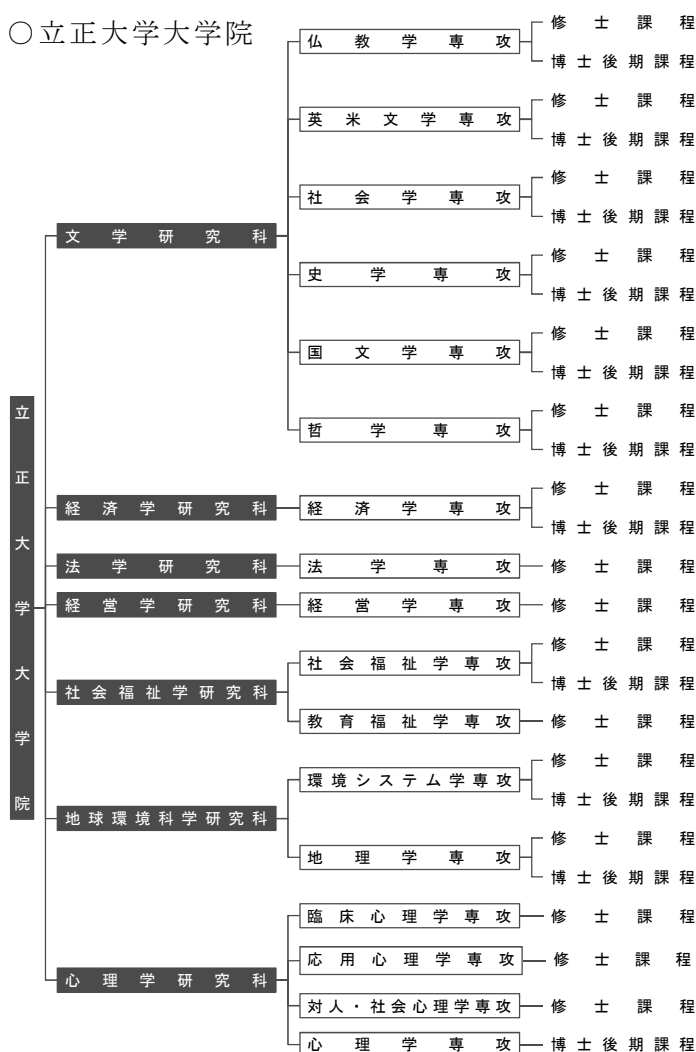 ○立正大学大学院
立正大学大学院
文学研究科
仏教学専攻
修士課程
博士後期課程
英米文学専攻
修士課程
博士後期課程
社会学専攻
修士課程
博士後期課程
史学専攻
修士課程
博士後期課程
国文学専攻
修士課程
博士後期課程
哲学専攻
修士課程
博士後期課程
経済学研究科
経済学専攻
修士課程
博士後期課程
法学研究科
法学専攻
修士課程
経営学研究科
経営学専攻
修士課程
社会福祉学研究科
社会福祉学専攻
修士課程
博士後期課程
教育福祉学専攻
修士課程
地球環境科学研究科
環境システム学専攻
修士課程
博士後期課程
地理学専攻
修士課程
博士後期課程
心理学研究科
臨床心理学専攻
修士課程
応用心理学専攻
修士課程
対人・社会心理学専攻
修士課程
心理学専攻
博士後期課程